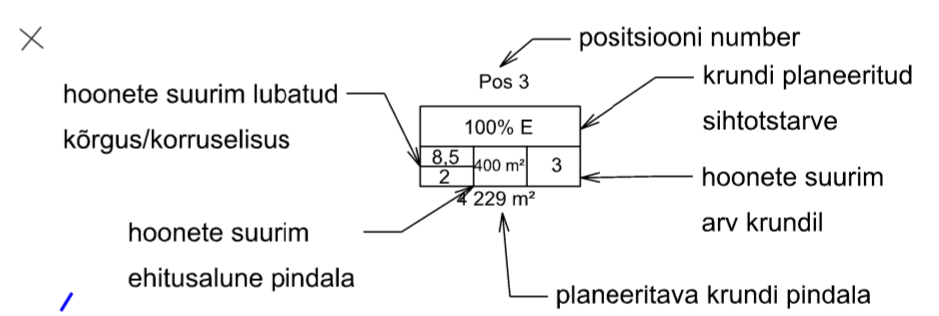 positsiooni number
Pos 3
krundi planeeritud
sihtotstarve
hoonete suurim lubatud
kõrgus/korruselisus
100% E
8,5
2
400 m²
3
4 229 m²
hoonete suurim
arv krundil
hoonete suurim
ehitusalune pindala
planeeritava krundi pindala